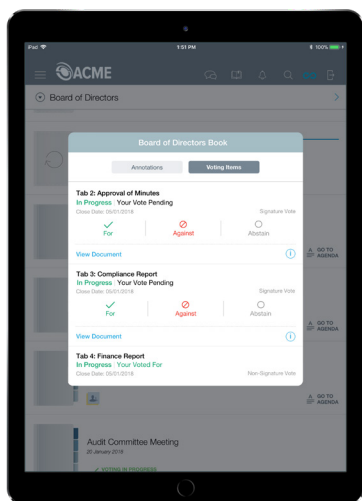 iPad
1:51 PM
100%
ACME
Board of Directors
Board of Directors Book
Annotations
Voting Items
Tab 2: Approval of Minutes
In Progress Your Vote Pending
Close Date: 05/01/2018
Signature Vote
For
Against
Abstain
View Document
GO TO AGENDA
Tab 3: Compliance Report
In Progress Your Vote Pending
Close Date: 05/01/2018
Signature Vote
For
Against
Abstain
View Document
GO TO AGENDA
Tab 4: Finance Report
In Progress Your Voted For
Close Date: 05/01/2018
Non-Signature Vote
GO TO AGENDA
Audit Committee Meeting
20 January 2018
VOTING IN PROGRESS